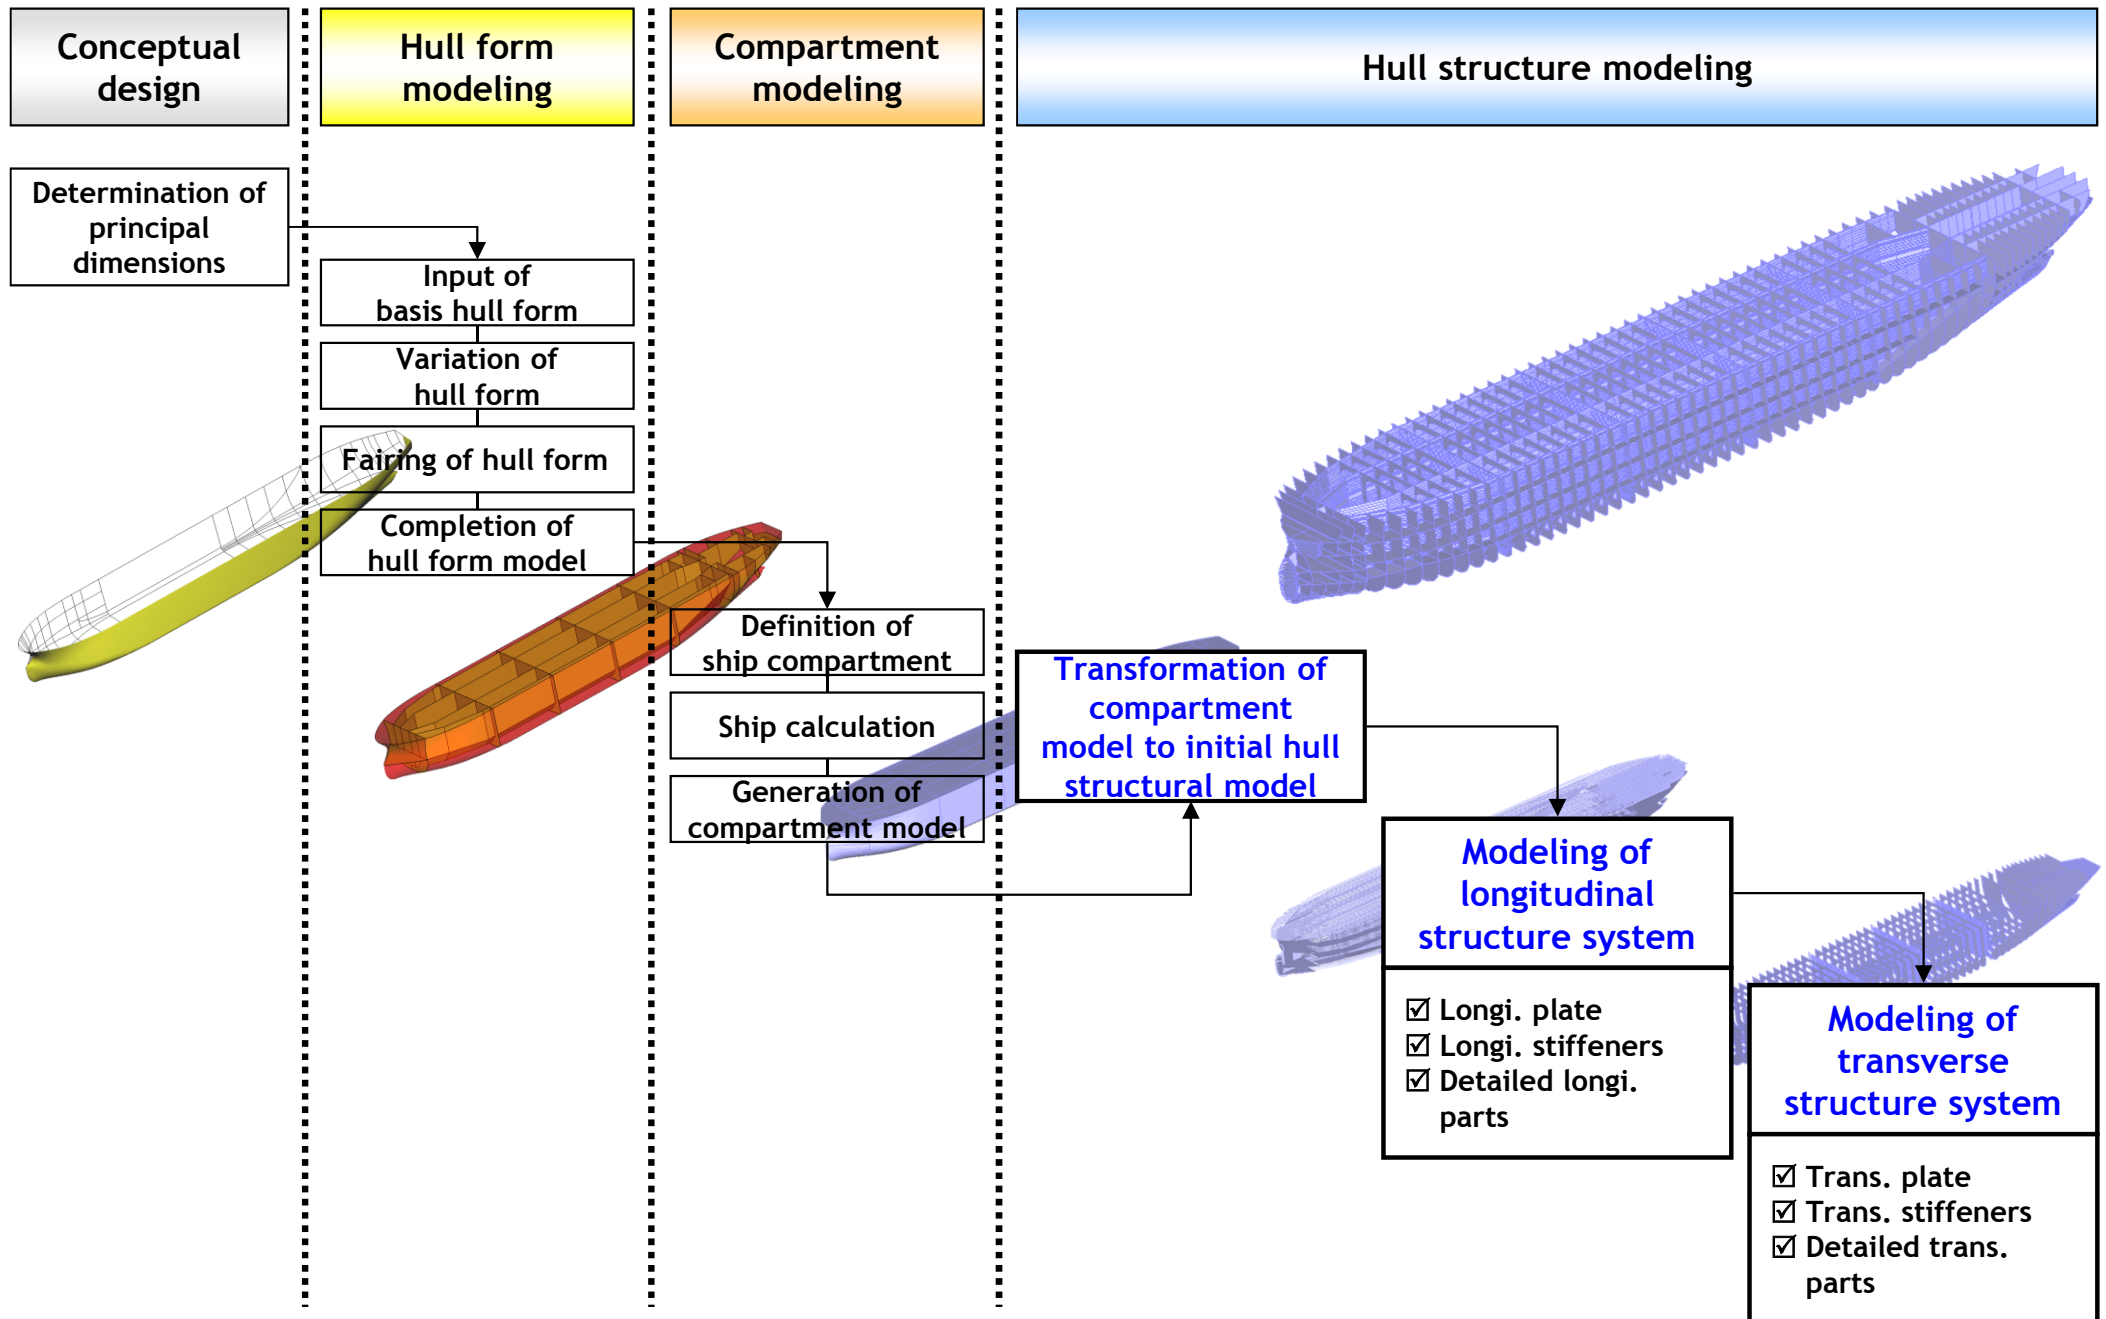 Conceptual
design
Hull form
modeling
Compartment
modeling
Hull structure modeling
Determination of
principal
dimensions
Input of
basis hull form
Variation of
hull form
Fairing of hull form
Completion of
hull form model
Definition of
ship compartment
Ship calculation
Generation of
compartment model
Transformation of
compartment
model to initial hull
structural model
Modeling of
longitudinal
structure system
☑ Longi. plate
☑ Longi. stiffeners
☑ Detailed longi.
parts
Modeling of
transverse
structure system
☑ Trans. plate
☑ Trans. stiffeners
☑ Detailed trans.
parts